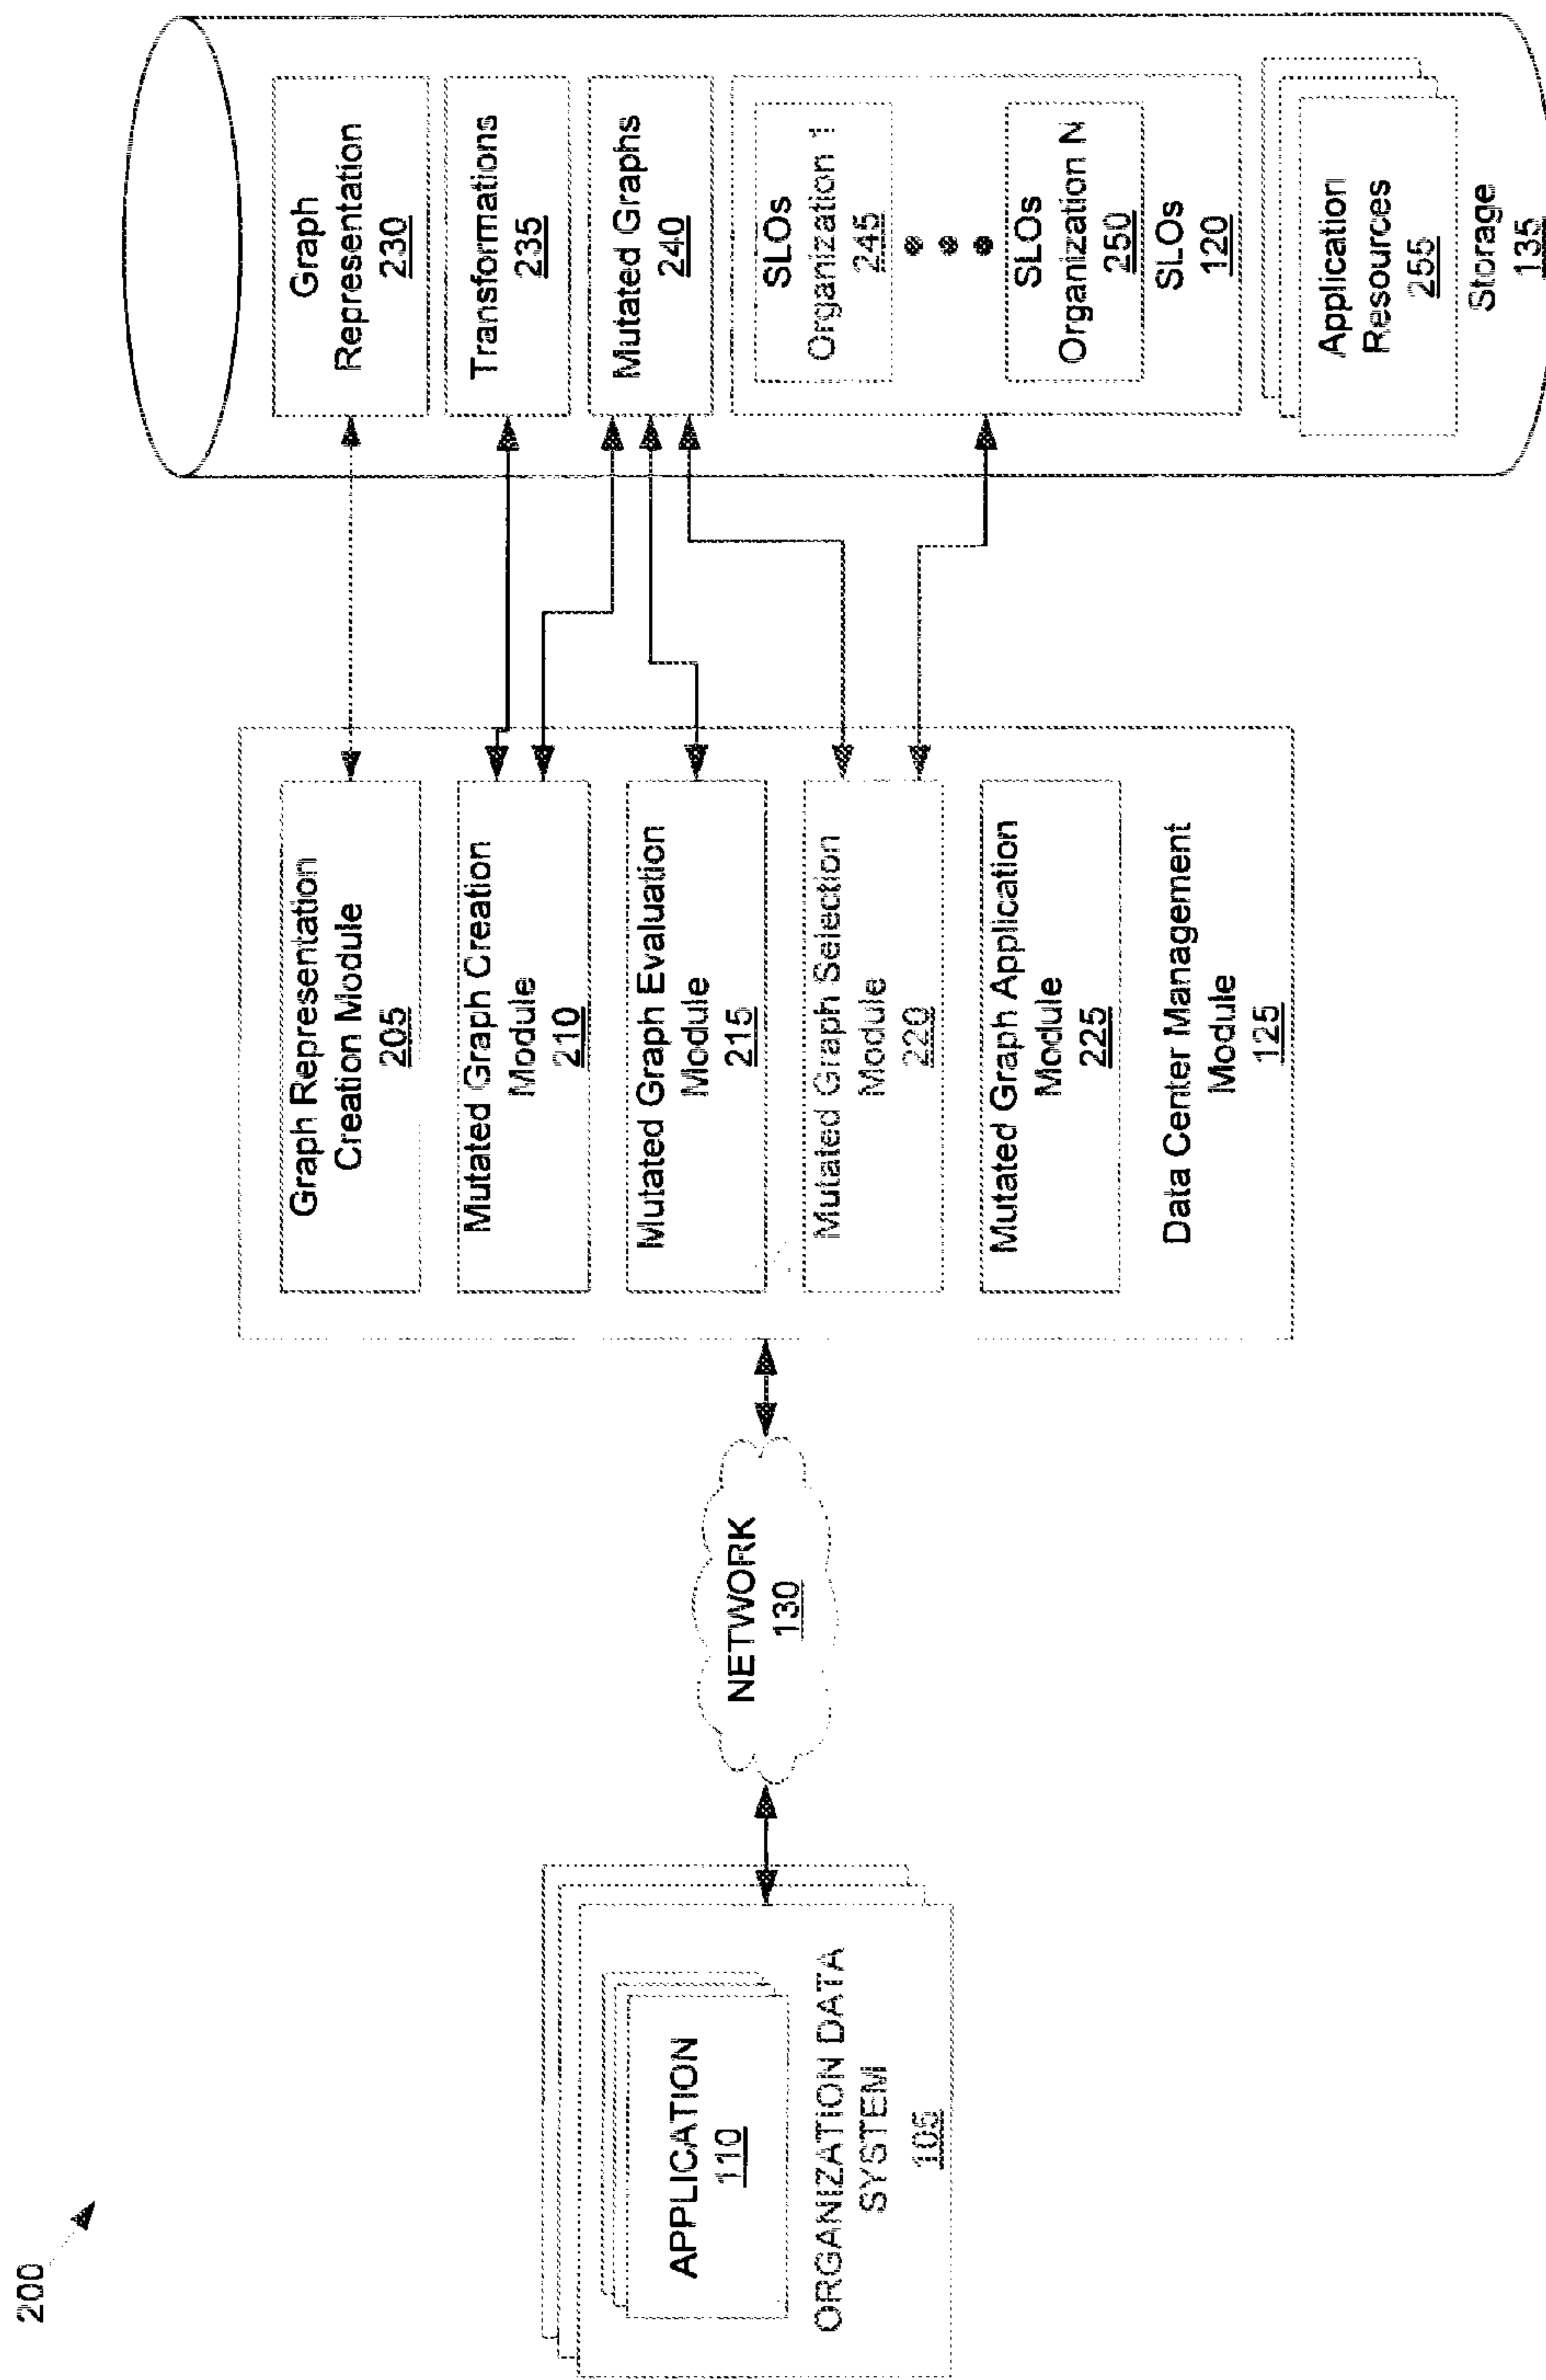 200
APPLICATION
110
ORGANIZATION DATA
SYSTEM
105
NETWORK
130
Graph Representation
Creation Module
205
Mutated Graph Creation
Module
210
Mutated Graph Evaluation
Module
215
Mutated Graph Selection
Module
220
Mutated Graph Application
Module
225
Data Center Management
Module
125
Graph
Representation
230
Transformations
235
Mutated Graphs
240
SLOs
Organization 1
245
SLOs
Organization N
250
SLOs
120
Application
Resources
255
Storage
135